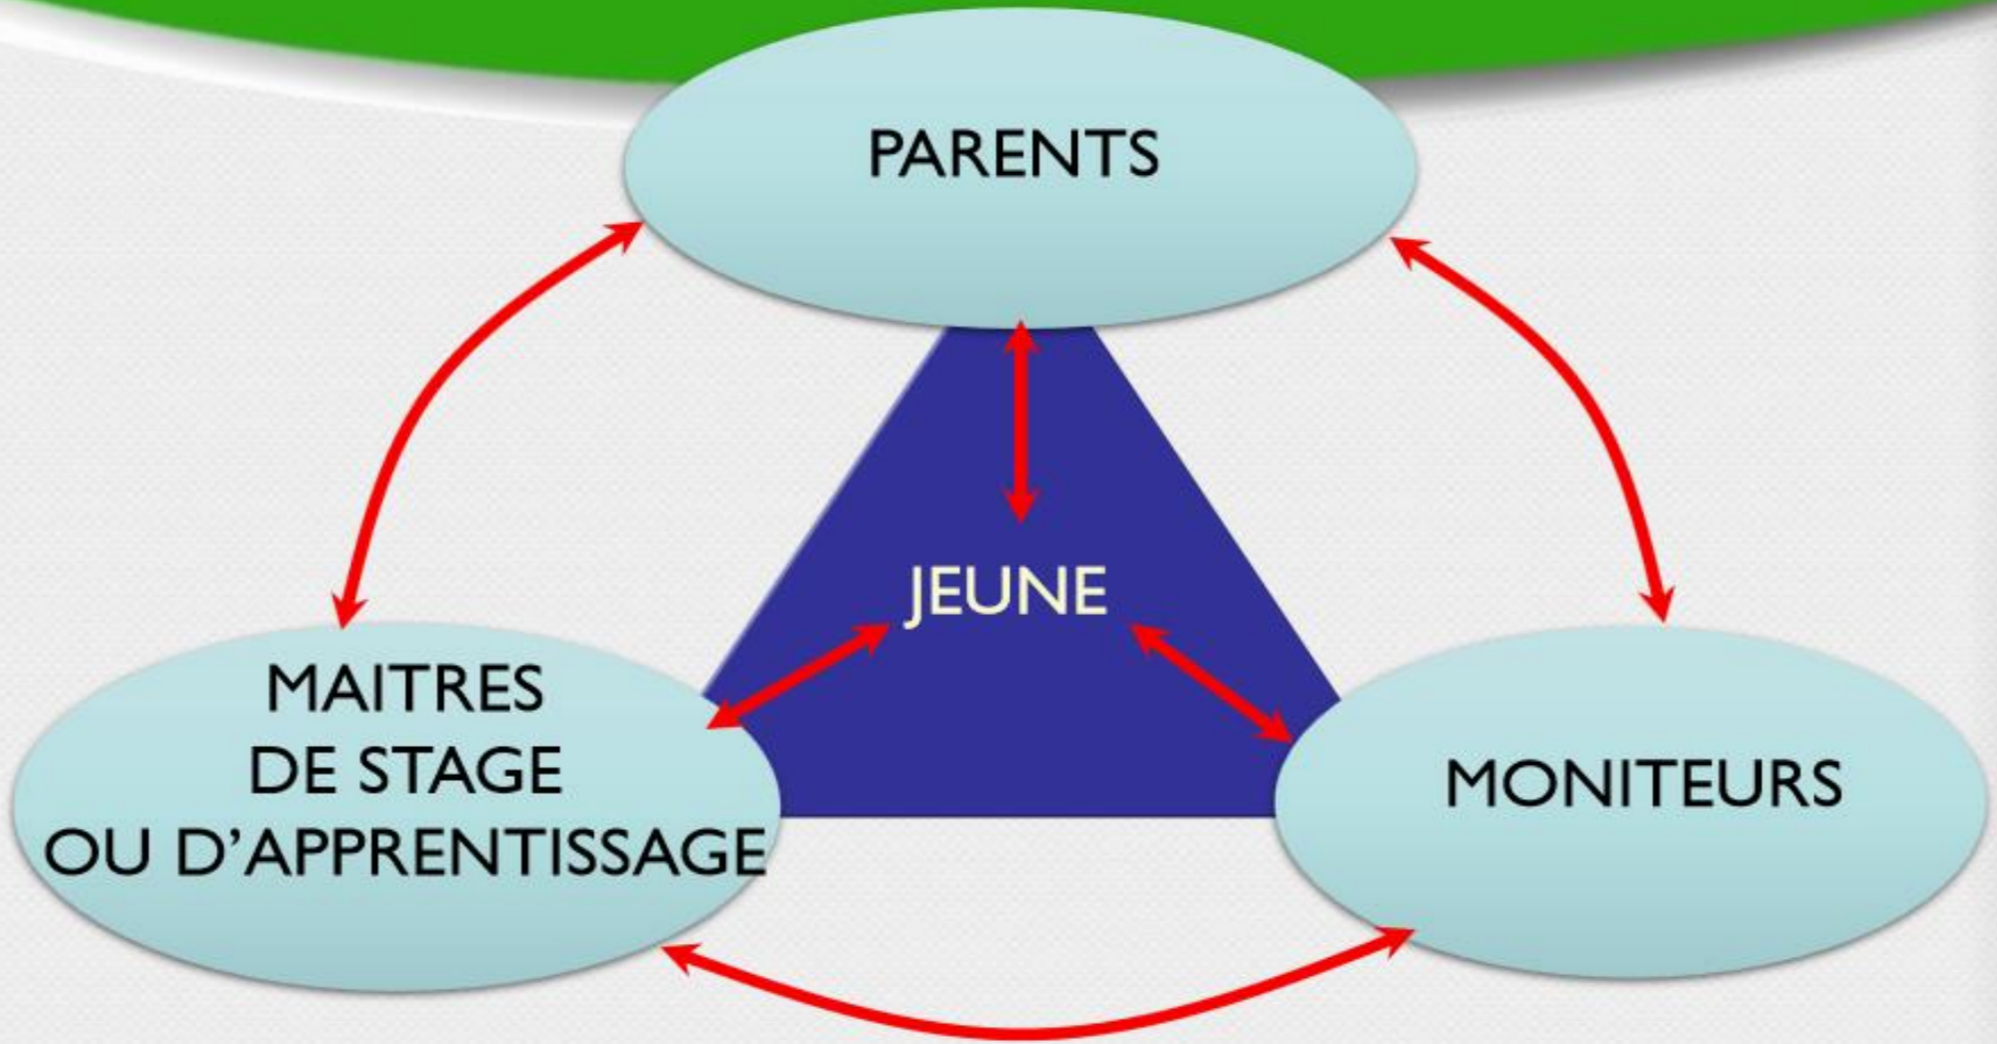 PARENTS
JEUNE
MAITRES
DE STAGE
OU D’APPRENTISSAGE
MONITEURS